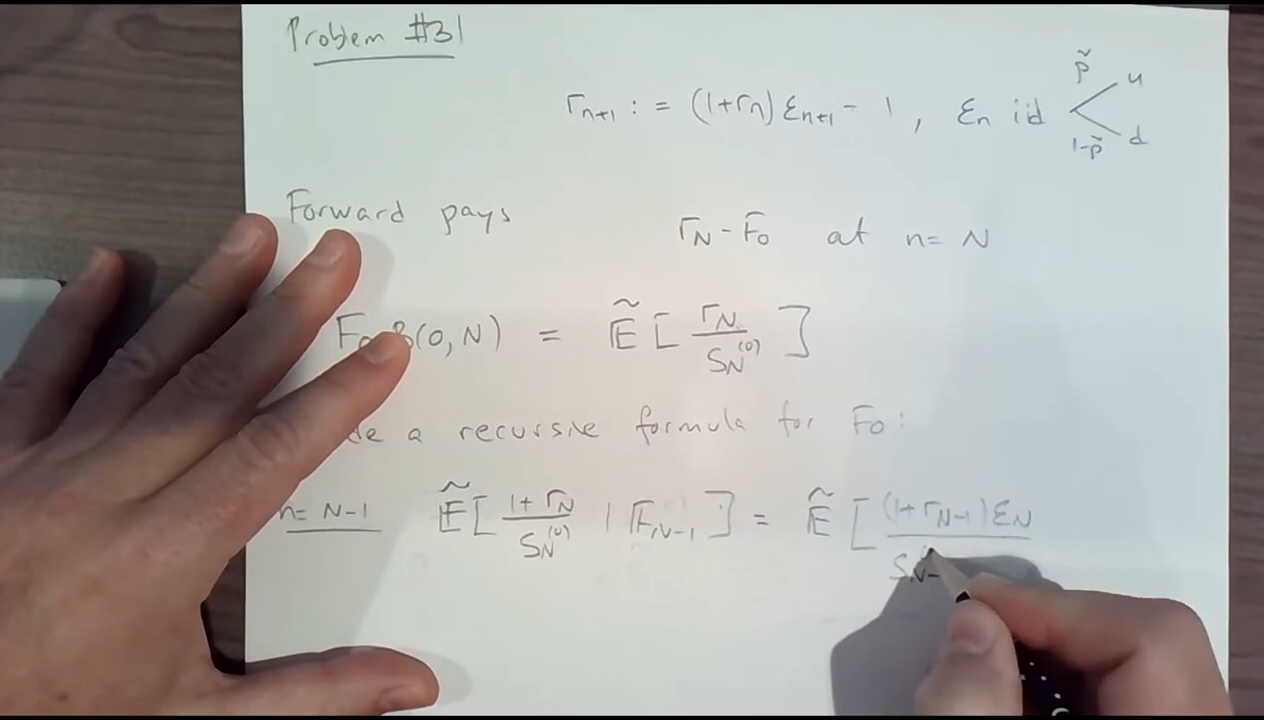 Problem #31
r_{n+1} := (1+r_n) ε_{n+1} - 1 , ε_n iid p̃ u 1-p̃ d
Forward pays r_N - F_0 at n = N
(0, N) = Ẽ [ r_N / S_N^{(0)} ]
a recursive formula for F_0 :
n = N-1 Ẽ [ 1 + r_N / S_N^{(0)} | F_{N-1} ] = Ẽ [ (1 + r_{N-1}) ε_N / S_{N-